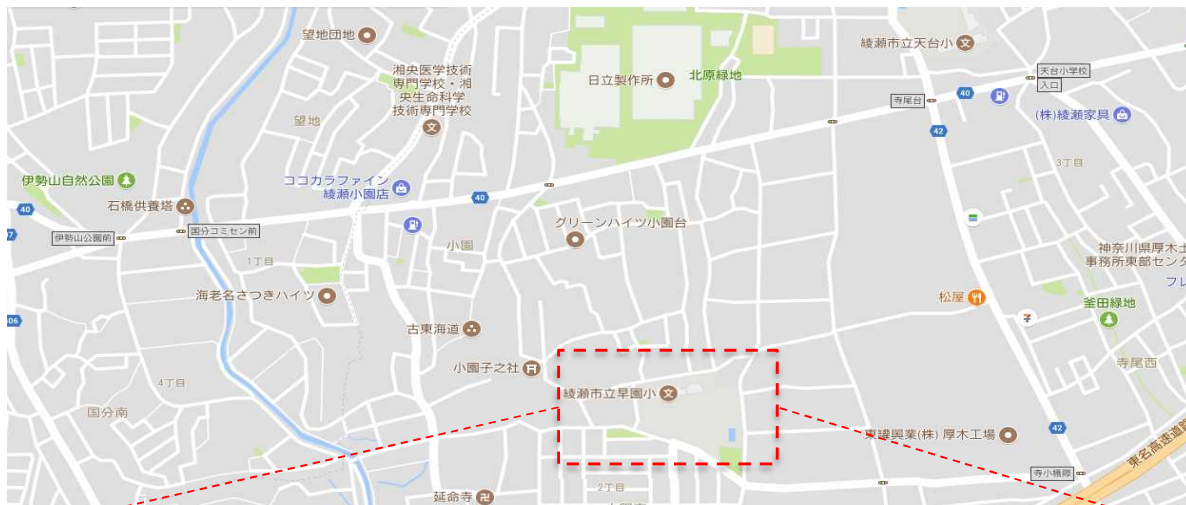 望地団地
湘央医学技術
専門学校・湘
央生命科学
技術専門学校
日立製作所
北原緑地
綾瀬市立天台小
天台小学校
入口
寺尾台
40
42
(株)綾瀬家具
望地
3丁目
伊勢山自然公園
石橋供養塔
ココカラファイン
綾瀬小園店
40
40
伊勢山公園前
国分コミセン前
小園
グリーンハイツ小園台
1丁目
神奈川県厚木土
事務所東部センタ
フレ
海老名さつきハイツ
松屋
釜田緑地
406
古東海道
小園子之社
4丁目
国分南
綾瀬市立早園小
寺尾西
東罐興業(株) 厚木工場
42
東名高速道路
延命寺
2丁目